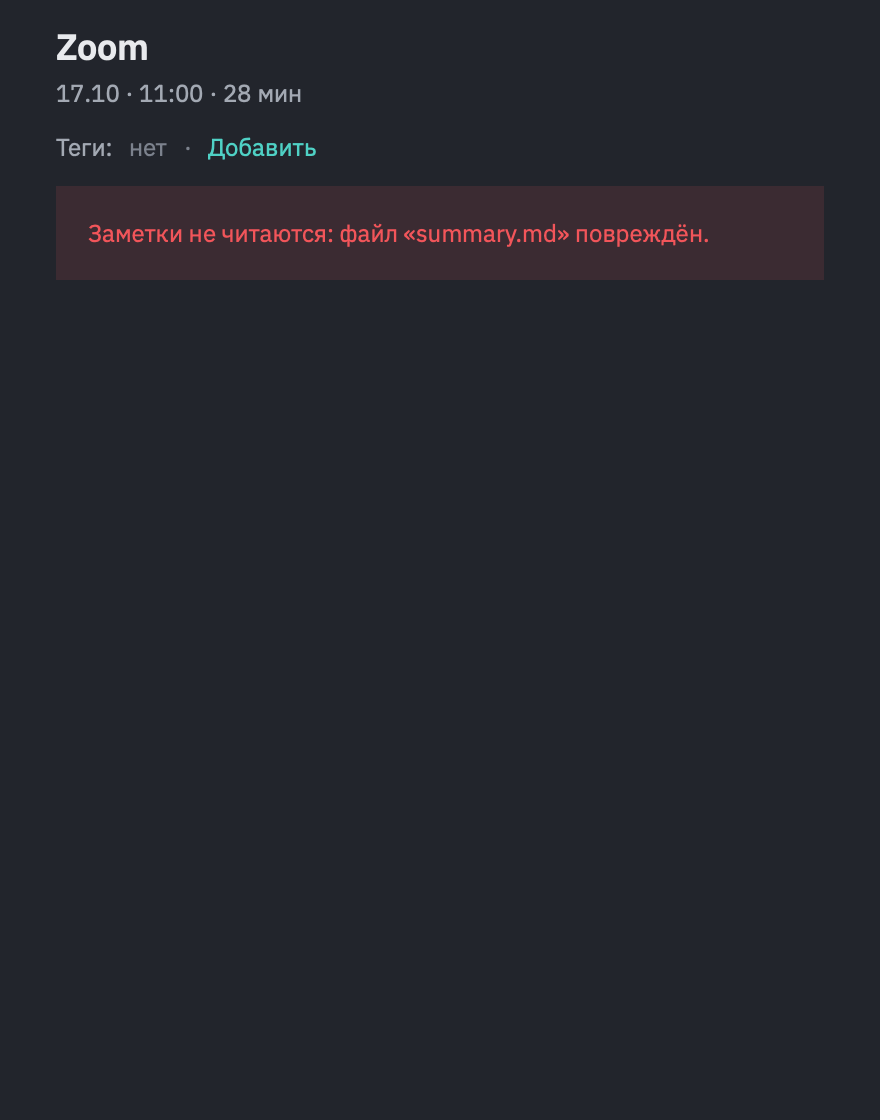 Zoom
17.10 · 11:00 · 28 мин
Теги: нет · Добавить
Заметки не читаются: файл «summary.md» повреждён.